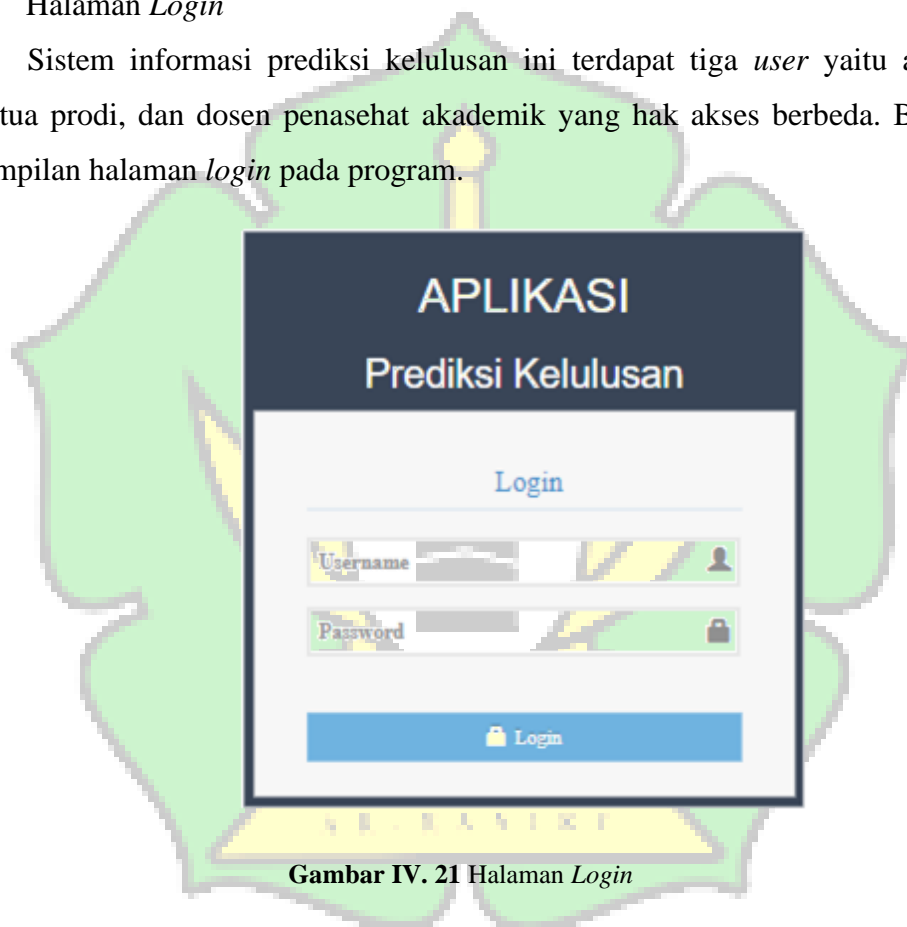 Halaman Login
Sistem informasi prediksi kelulusan ini terdapat tiga user yaitu a
tua prodi, dan dosen penasehat akademik yang hak akses berbeda. B
mpilan halaman login pada program.
APLIKASI
Prediksi Kelulusan
Login
Username
Password
Login
Gambar IV. 21 Halaman Login